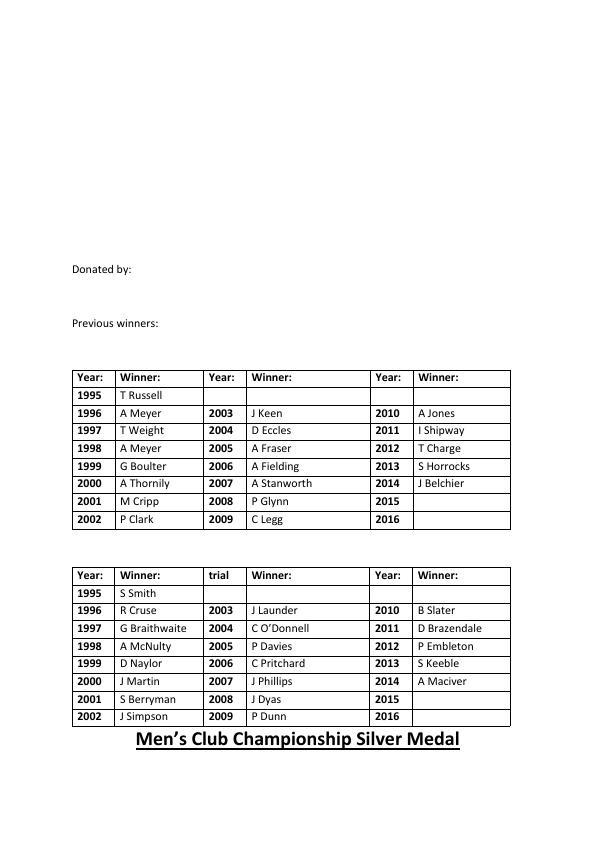 Donated by:
Previous winners:
Year: Winner: Year: Winner: Year: Winner:
1995 T Russell
1996 A Meyer 2003 J Keen 2010 A Jones
1997 T Weight 2004 D Eccles 2011 I Shipway
1998 A Meyer 2005 A Fraser 2012 T Charge
1999 G Boulter 2006 A Fielding 2013 S Horrocks
2000 A Thornily 2007 A Stanworth 2014 J Belchier
2001 M Cripp 2008 P Glynn 2015
2002 P Clark 2009 C Legg 2016
Year: Winner: trial Winner: Year: Winner:
1995 S Smith
1996 R Cruse 2003 J Launder 2010 B Slater
1997 G Braithwaite 2004 C O’Donnell 2011 D Brazendale
1998 A McNulty 2005 P Davies 2012 P Embleton
1999 D Naylor 2006 C Pritchard 2013 S Keeble
2000 J Martin 2007 J Phillips 2014 A Maciver
2001 S Berryman 2008 J Dyas 2015
2002 J Simpson 2009 P Dunn 2016
Men’s Club Championship Silver Medal